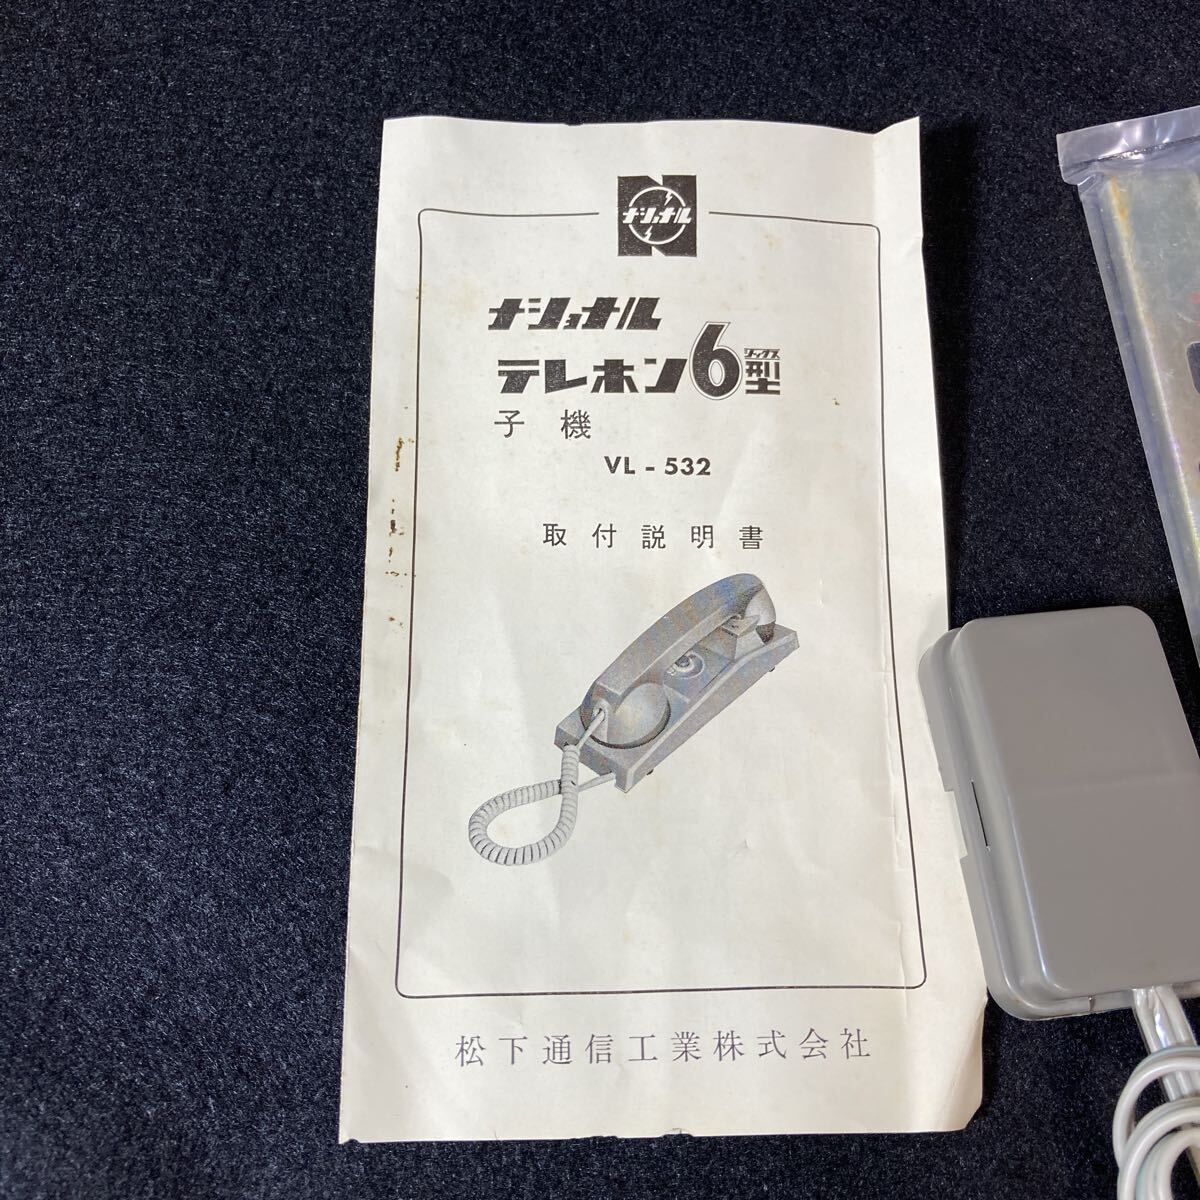 ナショナル
ナショナル
テレホン6型
シックス
子機
VL-532
取付説明書
松下通信工業株式会社